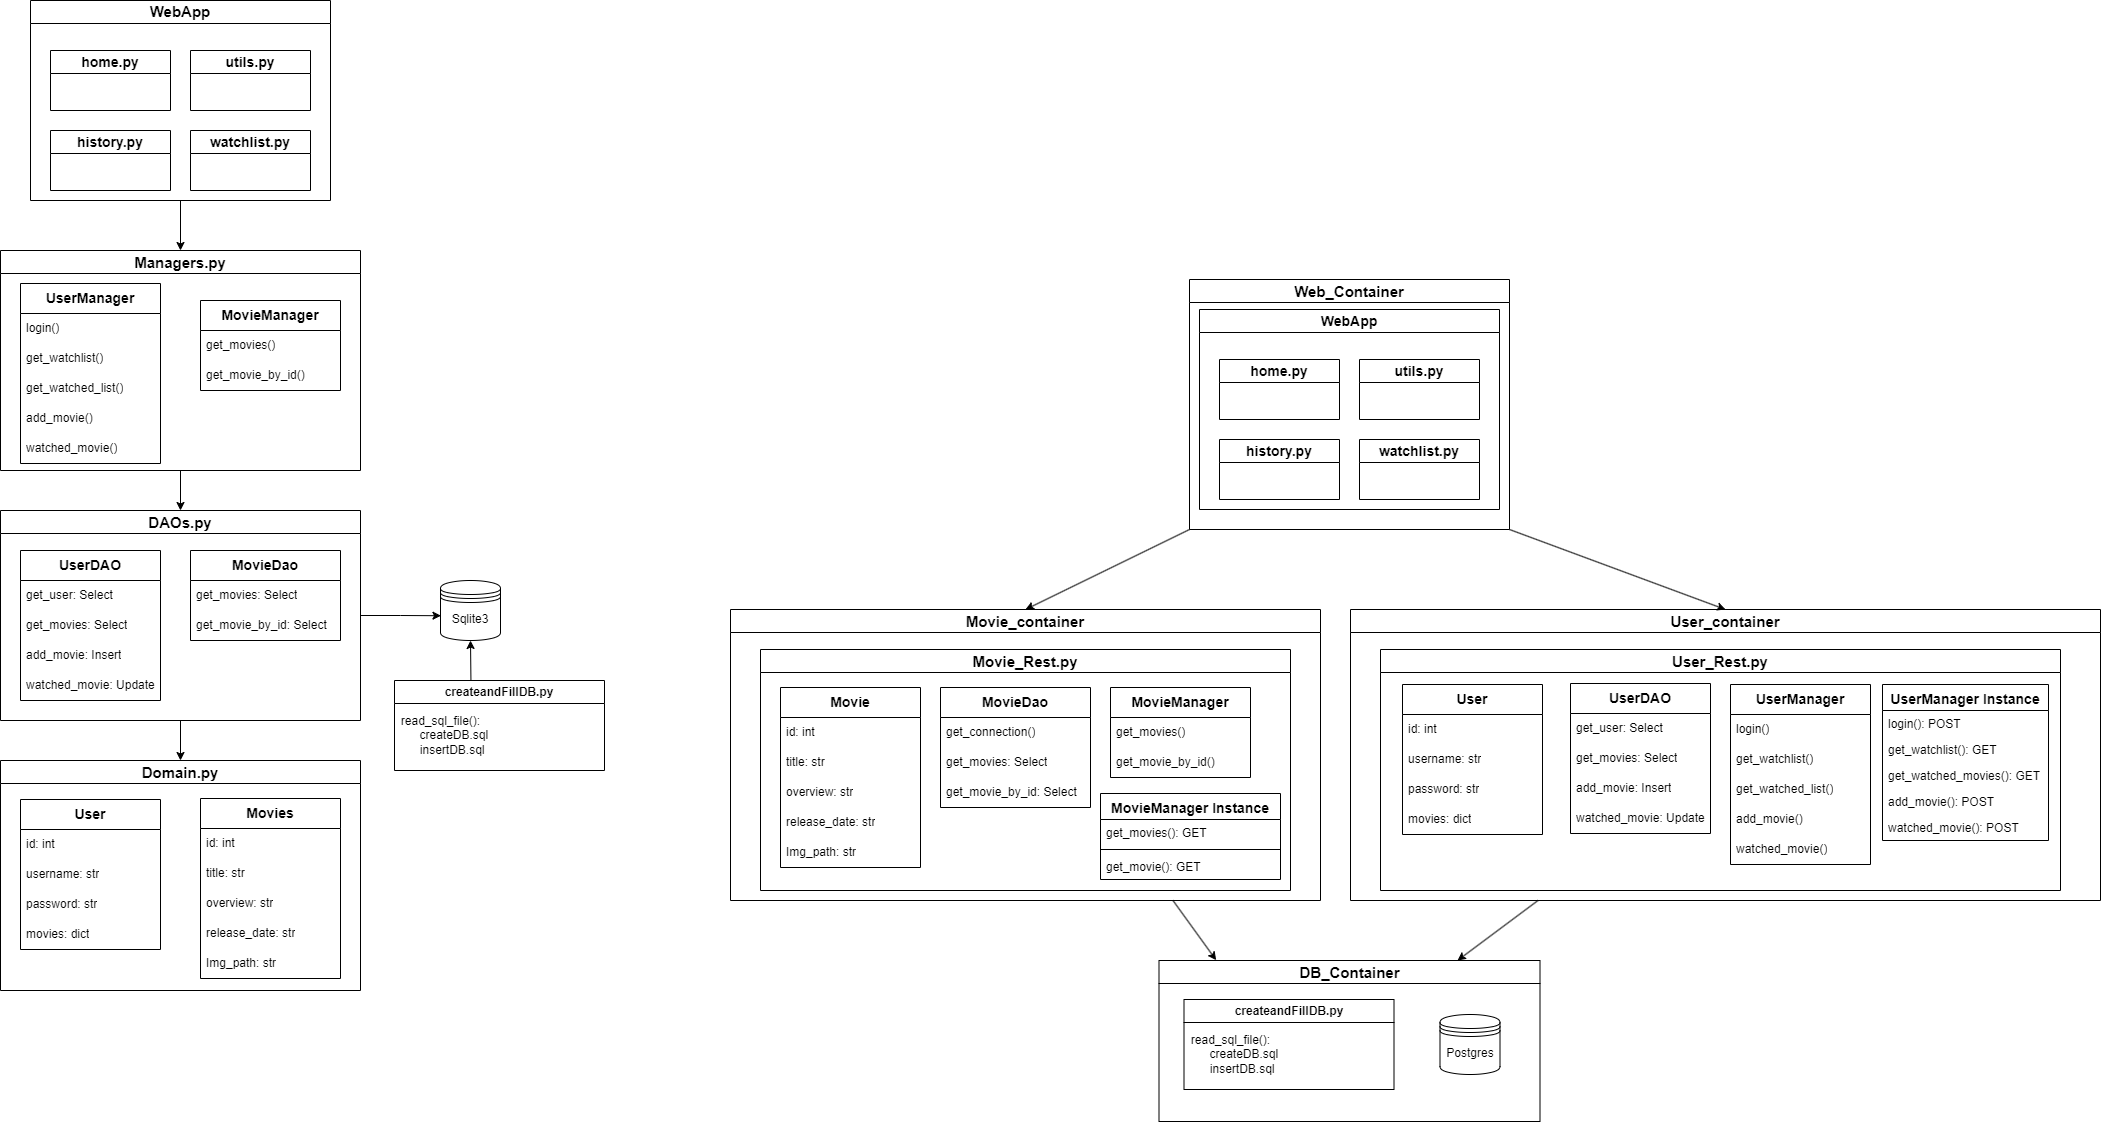 WebApp
home.py
utils.py
history.py
watchlist.py
Managers.py
UserManager
login()
get_watchlist()
get_watched_list()
add_movie()
watched_movie()
MovieManager
get_movies()
get_movie_by_id()
DAOs.py
UserDAO
get_user: Select
get_movies: Select
add_movie: Insert
watched_movie: Update
MovieDao
get_movies: Select
get_movie_by_id: Select
Sqlite3
createandFillDB.py
read_sql_file():
createDB.sql
insertDB.sql
Domain.py
User
id: int
username: str
password: str
movies: dict
Movies
id: int
title: str
overview: str
release_date: str
Img_path: str
Web_Container
WebApp
home.py
utils.py
history.py
watchlist.py
Movie_container
Movie_Rest.py
Movie
id: int
title: str
overview: str
release_date: str
Img_path: str
MovieDao
get_connection()
get_movies: Select
get_movie_by_id: Select
MovieManager
get_movies()
get_movie_by_id()
MovieManager Instance
get_movies(): GET
get_movie(): GET
User_container
User_Rest.py
User
id: int
username: str
password: str
movies: dict
UserDAO
get_user: Select
get_movies: Select
add_movie: Insert
watched_movie: Update
UserManager
login()
get_watchlist()
get_watched_list()
add_movie()
watched_movie()
UserManager Instance
login(): POST
get_watchlist(): GET
get_watched_movies(): GET
add_movie(): POST
watched_movie(): POST
DB_Container
createandFillDB.py
read_sql_file():
createDB.sql
insertDB.sql
Postgres